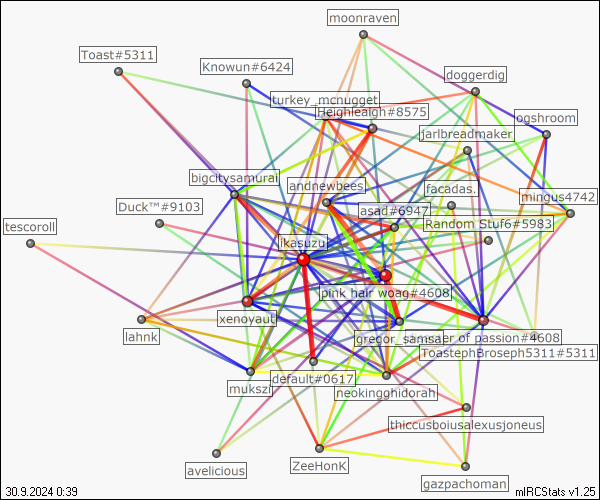 moonraven
Toast#5311
Knowun#6424
doggerdig
turkey_mcnugget
Heighleaigh#8575
ogshroom
jarlbreadmaker
bigcitysamurai
andnewbees
facadas.
mingus4742
Duck™#9103
asad#6947
Random Stuf6#5983
tescoroll
ikasuzu
pink hair woag#4608
xenoyaut
lahnk
gregor_samsa
er of passion#4608
ToastephBroseph5311#5311
default#0617
mukszi
neokingghidorah
thiccusboiusalexusjoneus
avelicious
ZeeHonK
gazpachoman
30.9.2024 0:39
mIRCStats v1.25